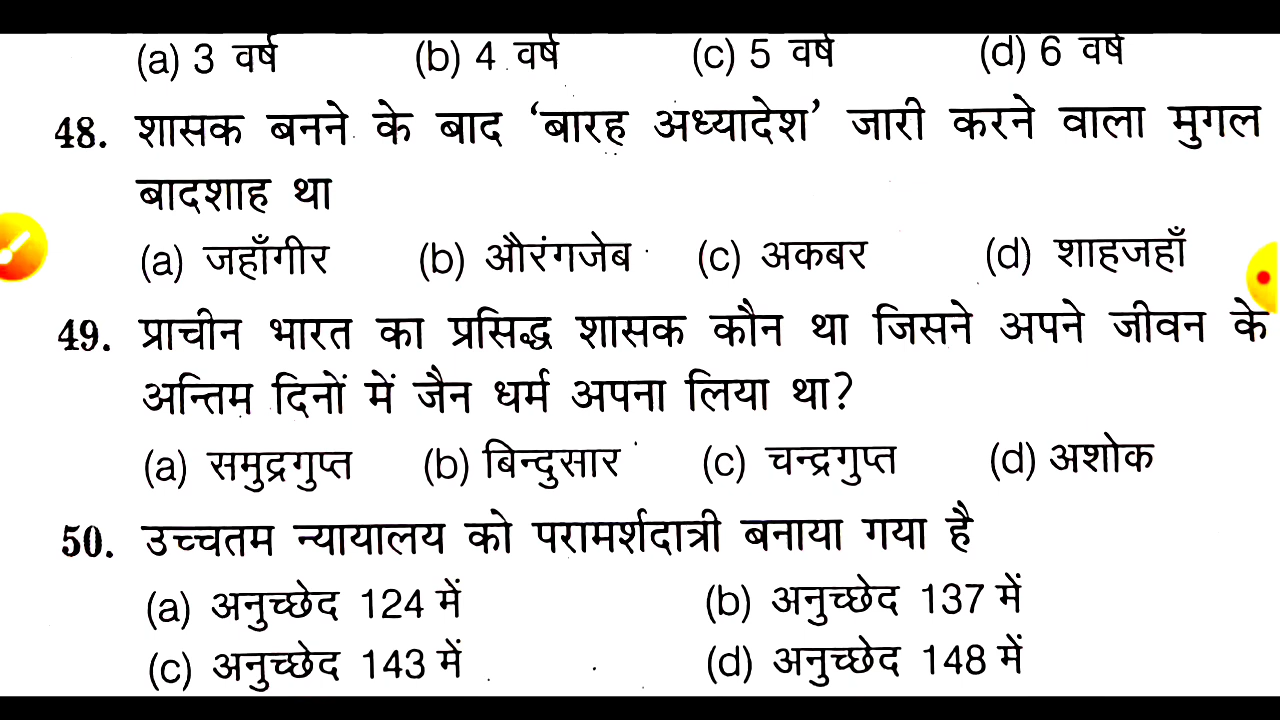 (a) 3 वर्ष (b) 4 वर्ष (c) 5 वर्ष (d) 6 वर्ष
48. शासक बनने के बाद ‘बारह अध्यादेश’ जारी करने वाला मुगल
बादशाह था
(a) जहाँगीर (b) औरंगजेब (c) अकबर (d) शाहजहाँ
49. प्राचीन भारत का प्रसिद्ध शासक कौन था जिसने अपने जीवन के
अन्तिम दिनों में जैन धर्म अपना लिया था?
(a) समुद्रगुप्त (b) बिन्दुसार (c) चन्द्रगुप्त (d) अशोक
50. उच्चतम न्यायालय को परामर्शदात्री बनाया गया है
(a) अनुच्छेद 124 में (b) अनुच्छेद 137 में
(c) अनुच्छेद 143 में (d) अनुच्छेद 148 में